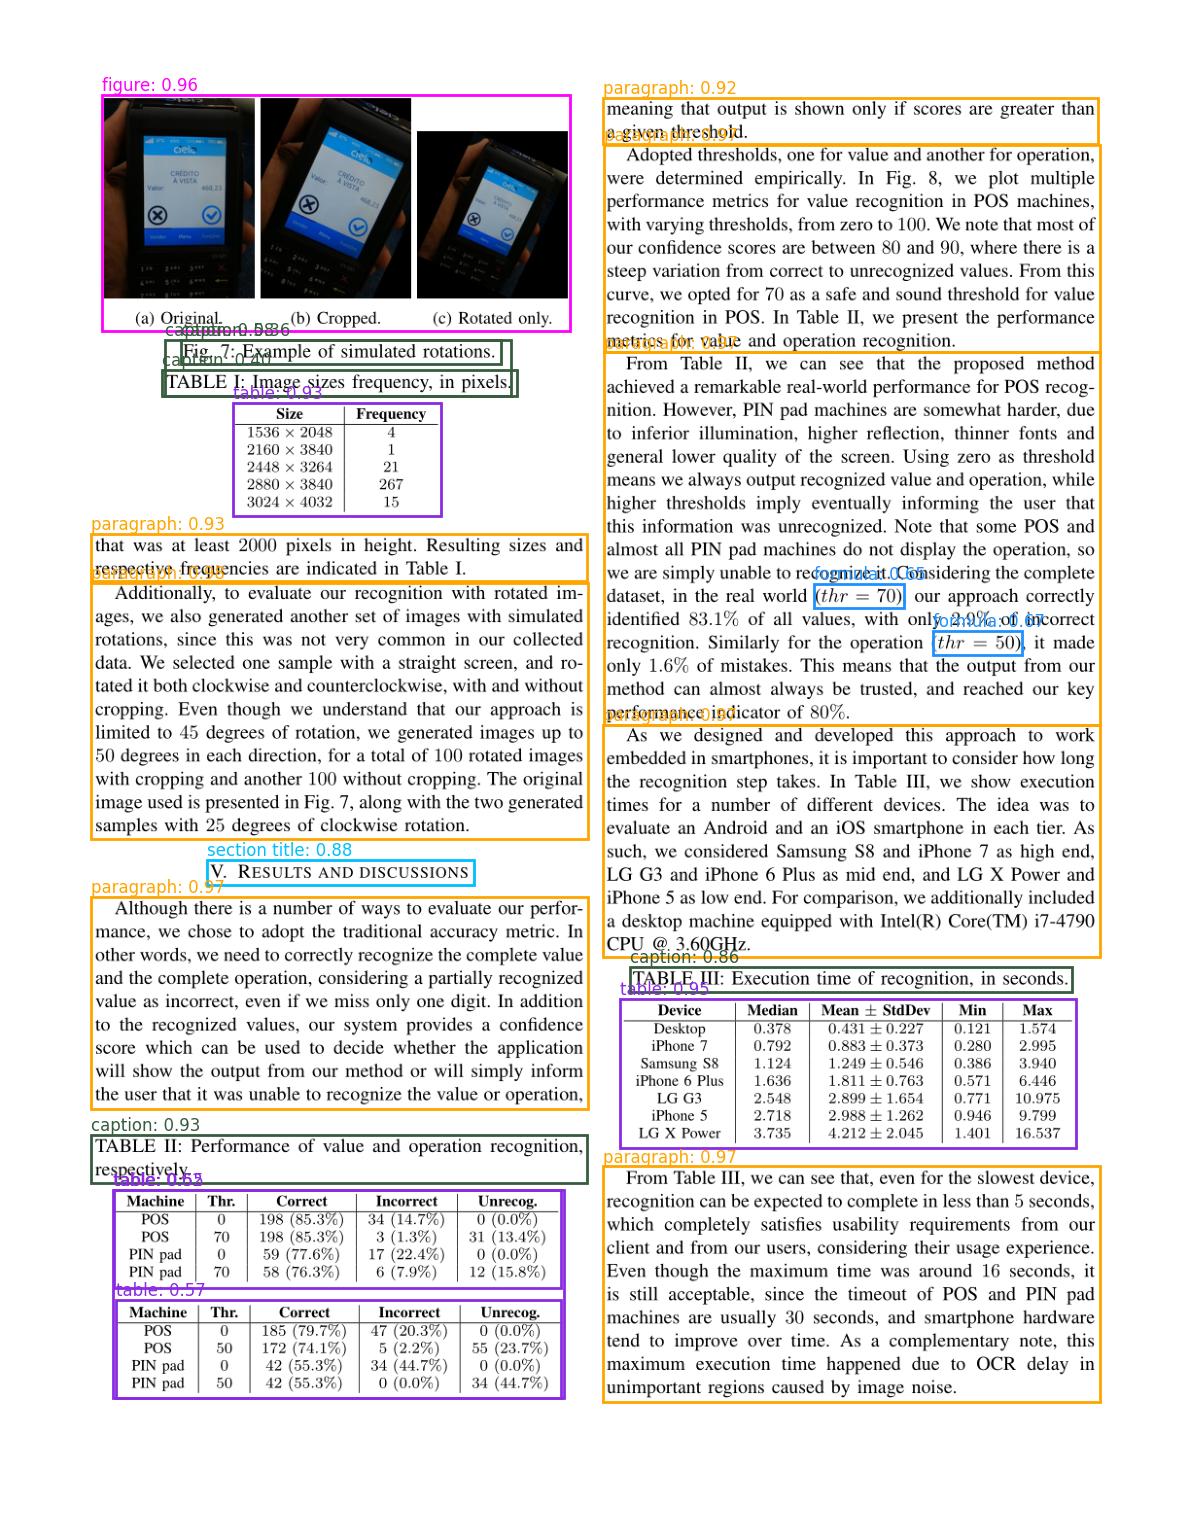 figure: 0.96
CRÉDITO
À VISTA
Valor:
468,23
(a) Original. (b) Cropped. (c) Rotated only.
Fig. 7: Example of simulated rotations.
caption: 0.40
TABLE I: Image sizes frequency, in pixels.
table: 0.93
Size Frequency
1536 × 2048 4
2160 × 3840 1
2448 × 3264 21
2880 × 3840 267
3024 × 4032 15
paragraph: 0.93
that was at least 2000 pixels in height. Resulting sizes and
respective frequencies are indicated in Table I.
Additionally, to evaluate our recognition with rotated im-
ages, we also generated another set of images with simulated
rotations, since this was not very common in our collected
data. We selected one sample with a straight screen, and ro-
tated it both clockwise and counterclockwise, with and without
cropping. Even though we understand that our approach is
limited to 45 degrees of rotation, we generated images up to
50 degrees in each direction, for a total of 100 rotated images
with cropping and another 100 without cropping. The original
image used is presented in Fig. 7, along with the two generated
samples with 25 degrees of clockwise rotation.
section title: 0.88
V. RESULTS AND DISCUSSIONS
paragraph: 0.97
Although there is a number of ways to evaluate our perfor-
mance, we chose to adopt the traditional accuracy metric. In
other words, we need to correctly recognize the complete value
and the complete operation, considering a partially recognized
value as incorrect, even if we miss only one digit. In addition
to the recognized values, our system provides a confidence
score which can be used to decide whether the application
will show the output from our method or will simply inform
the user that it was unable to recognize the value or operation,
caption: 0.93
TABLE II: Performance of value and operation recognition,
respectively.
Machine Thr. Correct Incorrect Unrecog.
POS 0 198 (85.3%) 34 (14.7%) 0 (0.0%)
POS 70 198 (85.3%) 3 (1.3%) 31 (13.4%)
PIN pad 0 59 (77.6%) 17 (22.4%) 0 (0.0%)
PIN pad 70 58 (76.3%) 6 (7.9%) 12 (15.8%)
table: 0.57
Machine Thr. Correct Incorrect Unrecog.
POS 0 185 (79.7%) 47 (20.3%) 0 (0.0%)
POS 50 172 (74.1%) 5 (2.2%) 55 (23.7%)
PIN pad 0 42 (55.3%) 34 (44.7%) 0 (0.0%)
PIN pad 50 42 (55.3%) 0 (0.0%) 34 (44.7%)
paragraph: 0.92
meaning that output is shown only if scores are greater than
a given threshold.
paragraph: 0.97
Adopted thresholds, one for value and another for operation,
were determined empirically. In Fig. 8, we plot multiple
performance metrics for value recognition in POS machines,
with varying thresholds, from zero to 100. We note that most of
our confidence scores are between 80 and 90, where there is a
steep variation from correct to unrecognized values. From this
curve, we opted for 70 as a safe and sound threshold for value
recognition in POS. In Table II, we present the performance
metrics for value and operation recognition.
paragraph: 0.97
From Table II, we can see that the proposed method
achieved a remarkable real-world performance for POS recog-
nition. However, PIN pad machines are somewhat harder, due
to inferior illumination, higher reflection, thinner fonts and
general lower quality of the screen. Using zero as threshold
means we always output recognized value and operation, while
higher thresholds imply eventually informing the user that
this information was unrecognized. Note that some POS and
almost all PIN pad machines do not display the operation, so
we are simply unable to recognize it. Considering the complete
formula: 0.65
dataset, in the real world (thr = 70), our approach correctly
identified 83.1% of all values, with only 2.9% of incorrect
formula: 0.67
recognition. Similarly for the operation (thr = 50), it made
only 1.6% of mistakes. This means that the output from our
method can almost always be trusted, and reached our key
performance indicator of 80%.
paragraph: 0.97
As we designed and developed this approach to work
embedded in smartphones, it is important to consider how long
the recognition step takes. In Table III, we show execution
times for a number of different devices. The idea was to
evaluate an Android and an iOS smartphone in each tier. As
such, we considered Samsung S8 and iPhone 7 as high end,
LG G3 and iPhone 6 Plus as mid end, and LG X Power and
iPhone 5 as low end. For comparison, we additionally included
a desktop machine equipped with Intel(R) Core(TM) i7-4790
CPU @ 3.60GHz.
caption: 0.86
TABLE III: Execution time of recognition, in seconds.
table: 0.95
Device Median Mean ± StdDev Min Max
Desktop 0.378 0.431 ± 0.227 0.121 1.574
iPhone 7 0.792 0.883 ± 0.373 0.280 2.995
Samsung S8 1.124 1.249 ± 0.546 0.386 3.940
iPhone 6 Plus 1.636 1.811 ± 0.763 0.571 6.446
LG G3 2.548 2.899 ± 1.654 0.771 10.975
iPhone 5 2.718 2.988 ± 1.262 0.946 9.799
LG X Power 3.735 4.212 ± 2.045 1.401 16.537
paragraph: 0.97
From Table III, we can see that, even for the slowest device,
recognition can be expected to complete in less than 5 seconds,
which completely satisfies usability requirements from our
client and from our users, considering their usage experience.
Even though the maximum time was around 16 seconds, it
is still acceptable, since the timeout of POS and PIN pad
machines are usually 30 seconds, and smartphone hardware
tend to improve over time. As a complementary note, this
maximum execution time happened due to OCR delay in
unimportant regions caused by image noise.